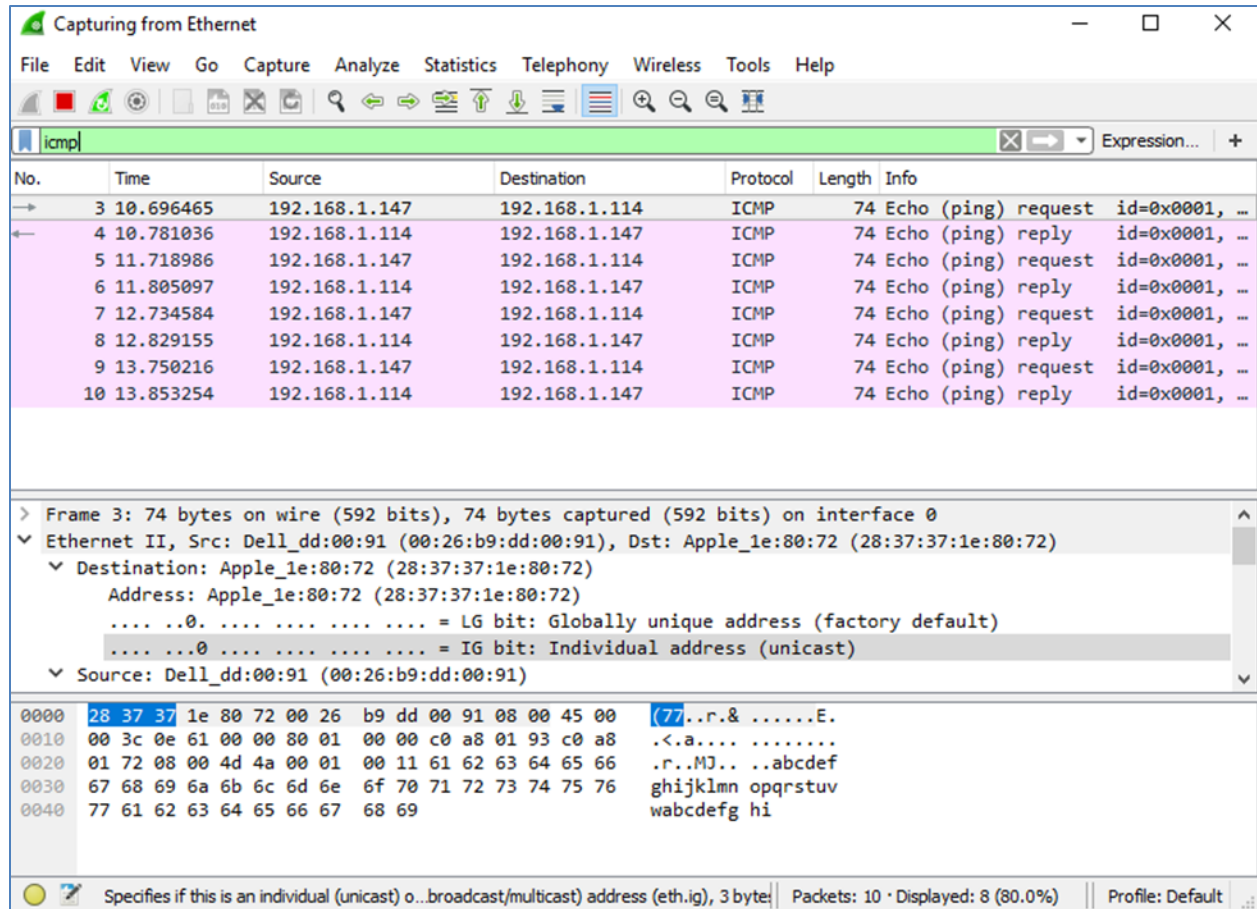 Capturing from Ethernet
File Edit View Go Capture Analyze Statistics Telephony Wireless Tools Help
icmp Expression... +
No. Time Source Destination Protocol Length Info
3 10.696465 192.168.1.147 192.168.1.114 ICMP 74 Echo (ping) request id=0x0001, …
4 10.781036 192.168.1.114 192.168.1.147 ICMP 74 Echo (ping) reply id=0x0001, …
5 11.718986 192.168.1.147 192.168.1.114 ICMP 74 Echo (ping) request id=0x0001, …
6 11.805097 192.168.1.114 192.168.1.147 ICMP 74 Echo (ping) reply id=0x0001, …
7 12.734584 192.168.1.147 192.168.1.114 ICMP 74 Echo (ping) request id=0x0001, …
8 12.829155 192.168.1.114 192.168.1.147 ICMP 74 Echo (ping) reply id=0x0001, …
9 13.750216 192.168.1.147 192.168.1.114 ICMP 74 Echo (ping) request id=0x0001, …
10 13.853254 192.168.1.114 192.168.1.147 ICMP 74 Echo (ping) reply id=0x0001, …
Frame 3: 74 bytes on wire (592 bits), 74 bytes captured (592 bits) on interface 0
Ethernet II, Src: Dell_dd:00:91 (00:26:b9:dd:00:91), Dst: Apple_1e:80:72 (28:37:37:1e:80:72)
Destination: Apple_1e:80:72 (28:37:37:1e:80:72)
Address: Apple_1e:80:72 (28:37:37:1e:80:72)
.... ..0. .... .... .... .... = LG bit: Globally unique address (factory default)
.... ...0 .... .... .... .... = IG bit: Individual address (unicast)
Source: Dell_dd:00:91 (00:26:b9:dd:00:91)
0000 28 37 37 1e 80 72 00 26 b9 dd 00 91 08 00 45 00 (77..r.& ......E.
0010 00 3c 0e 61 00 00 80 01 00 00 c0 a8 01 93 c0 a8 .<.a.... ........
0020 01 72 08 00 4d 4a 00 01 00 11 61 62 63 64 65 66 .r..MJ.. ..abcdef
0030 67 68 69 6a 6b 6c 6d 6e 6f 70 71 72 73 74 75 76 ghijklmn opqrstuv
0040 77 61 62 63 64 65 66 67 68 69 wabcdefg hi
Specifies if this is an individual (unicast) o...broadcast/multicast) address (eth.ig), 3 bytes Packets: 10 · Displayed: 8 (80.0%) Profile: Default